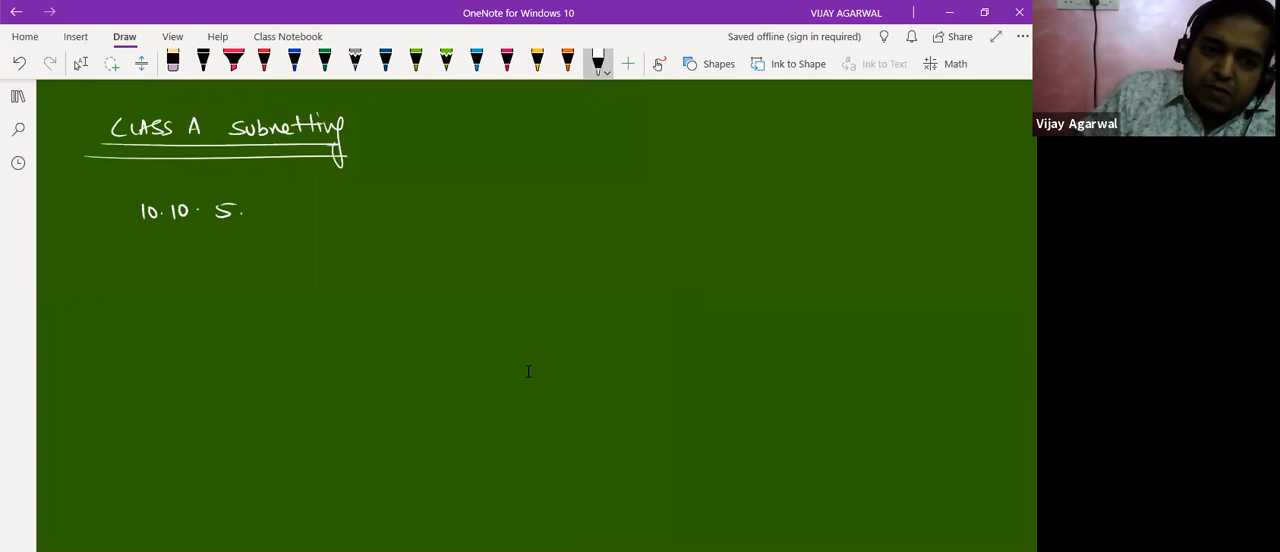 OneNote for Windows 10
VIJAY AGARWAL
Home Insert Draw View Help Class Notebook
Saved offline (sign in required) Share
Shapes Ink to Shape Ink to Text Math
CLASS A Subnetting
10.10. 5.
Vijay Agarwal